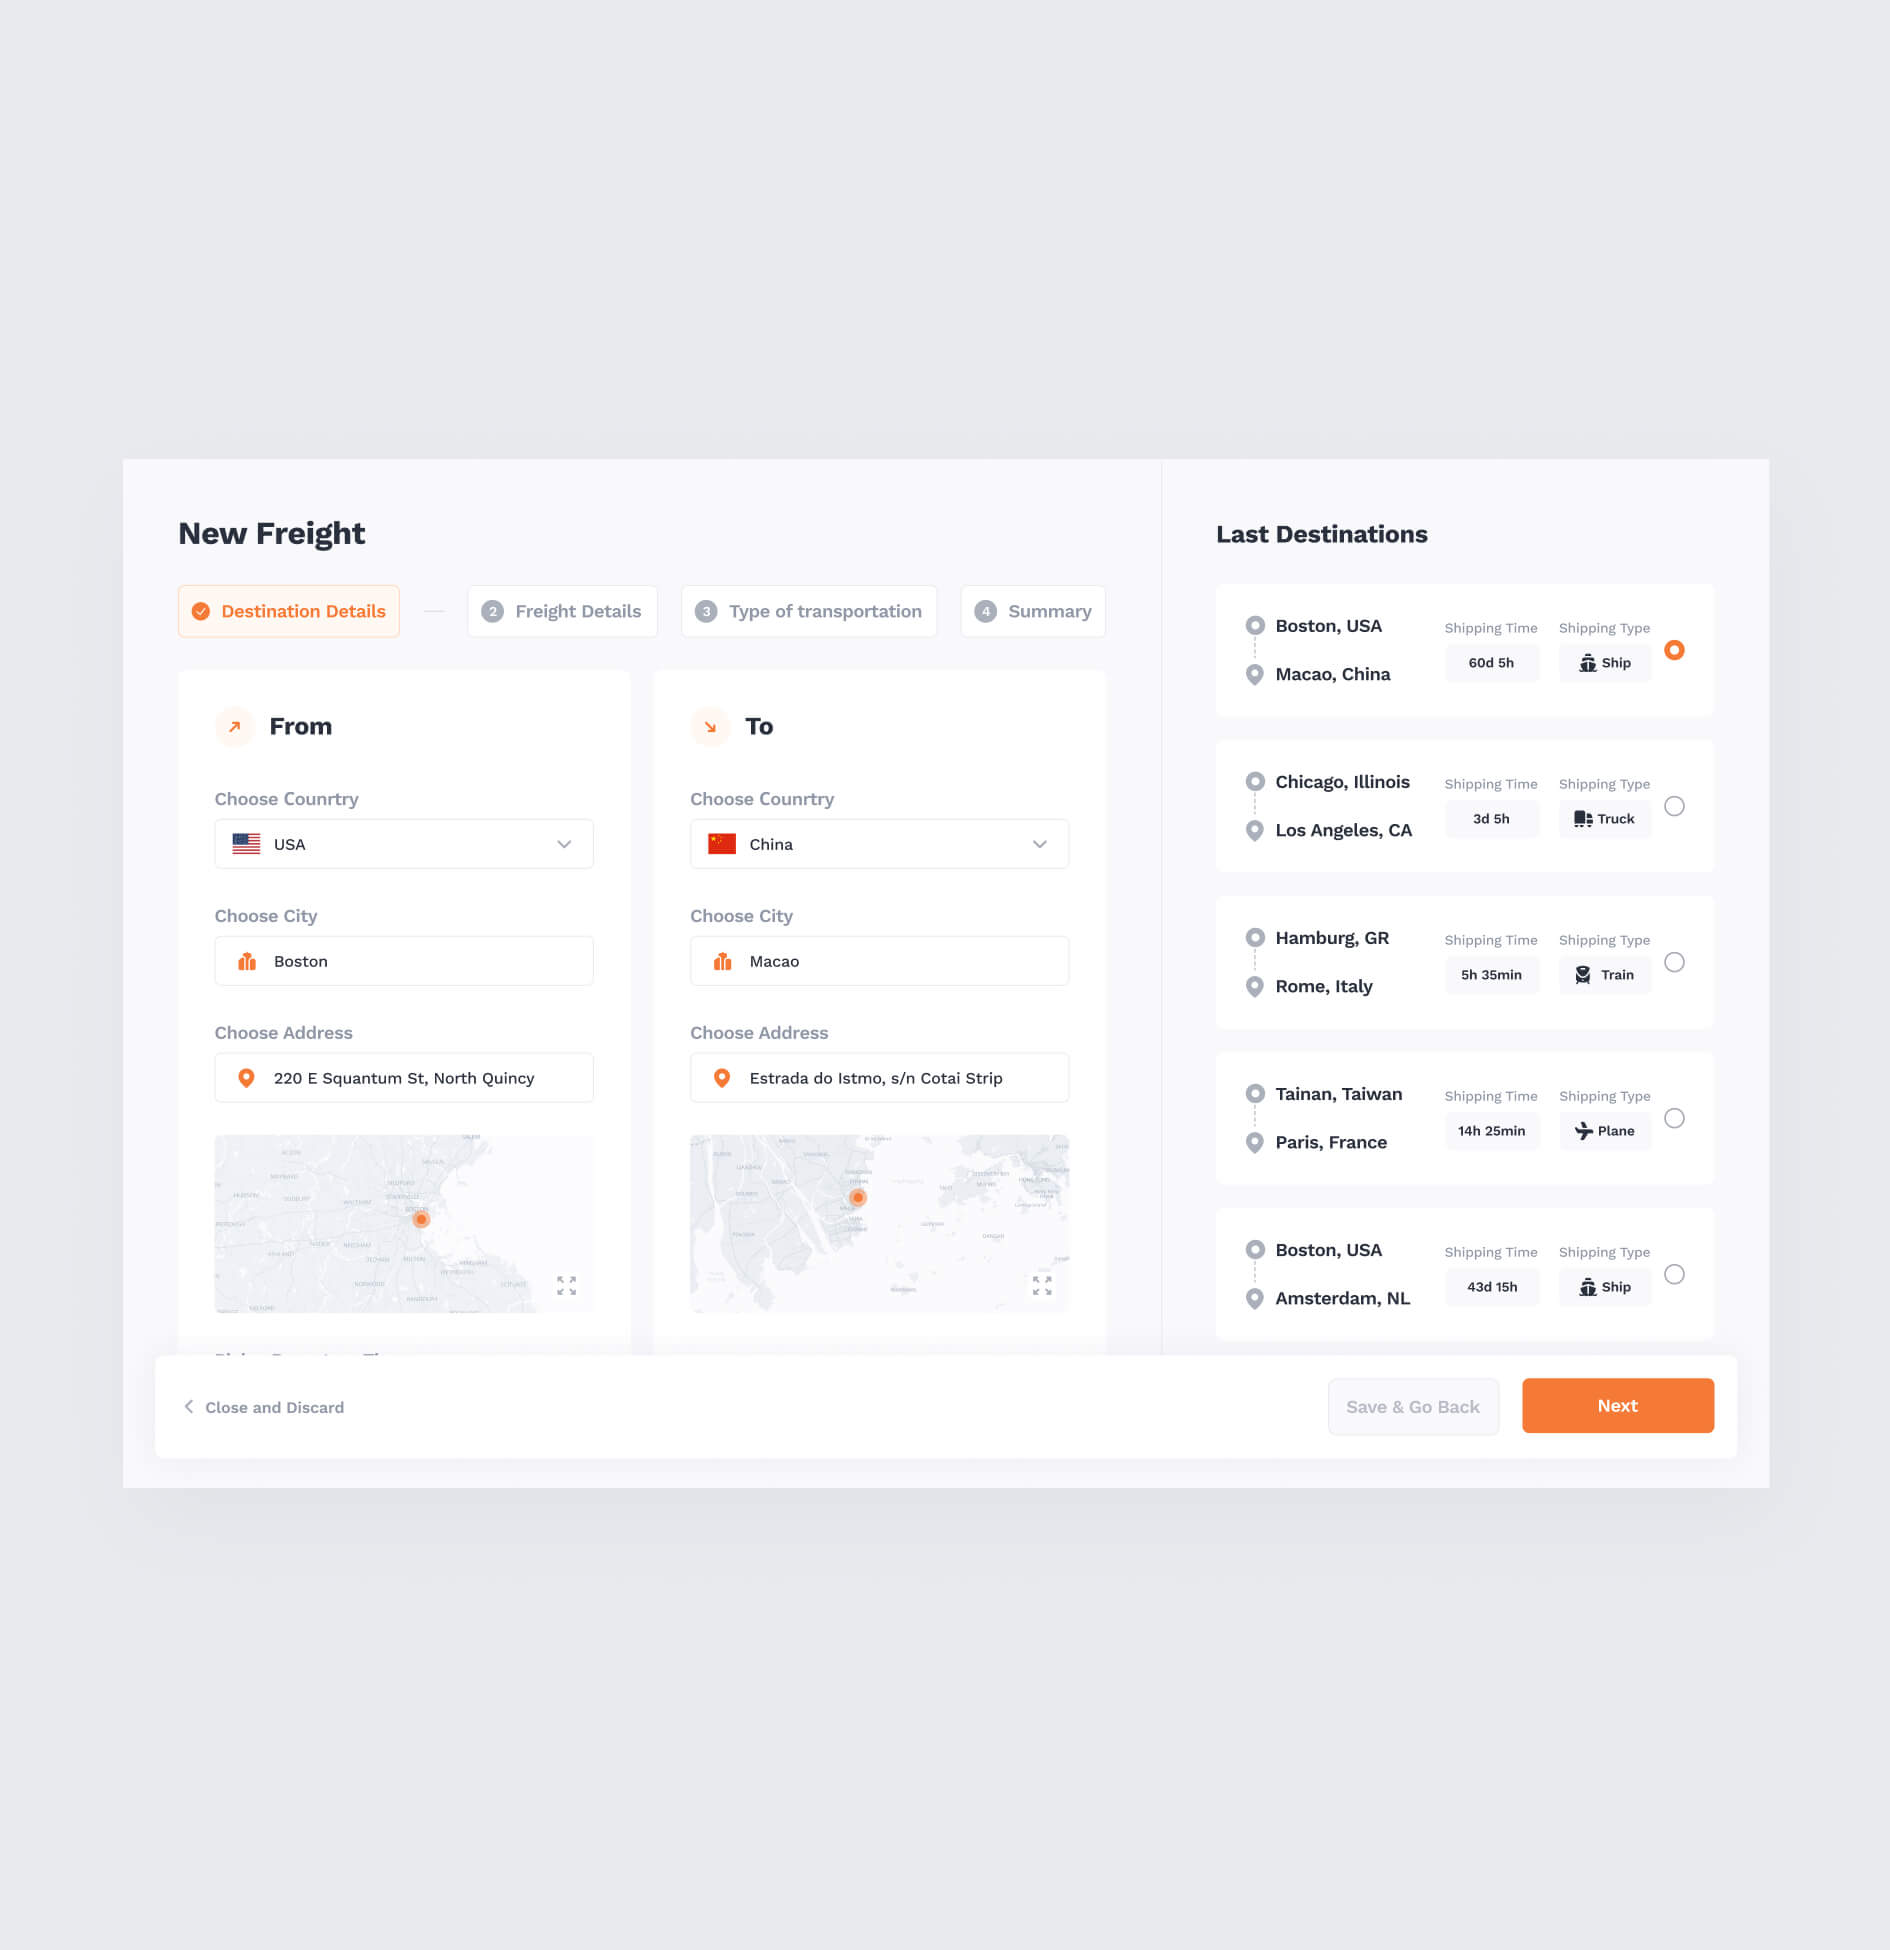 New Freight
Destination Details
2 Freight Details
3 Type of transportation
4 Summary
From
Choose Counrtry
USA
Choose City
Boston
Choose Address
220 E Squantum St, North Quincy
To
Choose Counrtry
China
Choose City
Macao
Choose Address
Estrada do Istmo, s/n Cotai Strip
Last Destinations
Boston, USA
Macao, China
Shipping Time
60d 5h
Shipping Type
Ship
Chicago, Illinois
Los Angeles, CA
Shipping Time
3d 5h
Shipping Type
Truck
Hamburg, GR
Rome, Italy
Shipping Time
5h 35min
Shipping Type
Train
Tainan, Taiwan
Paris, France
Shipping Time
14h 25min
Shipping Type
Plane
Boston, USA
Amsterdam, NL
Shipping Time
43d 15h
Shipping Type
Ship
Close and Discard
Save & Go Back
Next